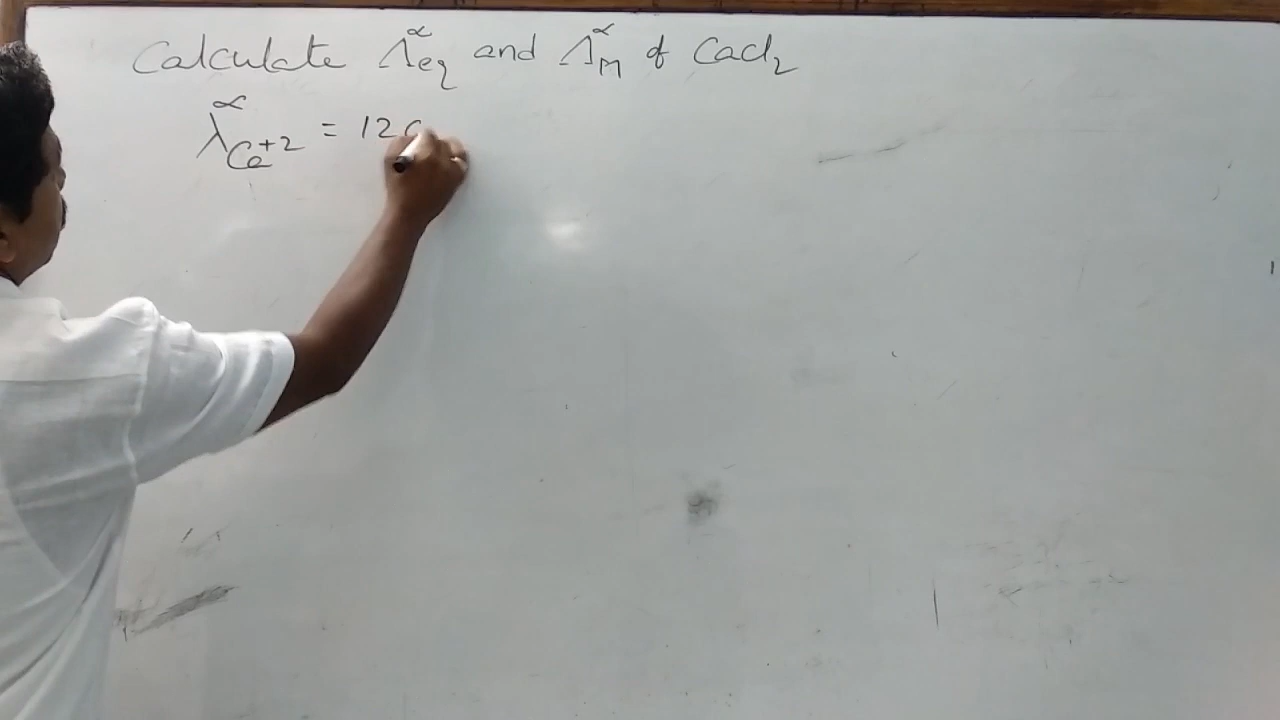 Calculate Λ∝eq and Λ∝M of CaCl2
λ∝Ca+2 = 12